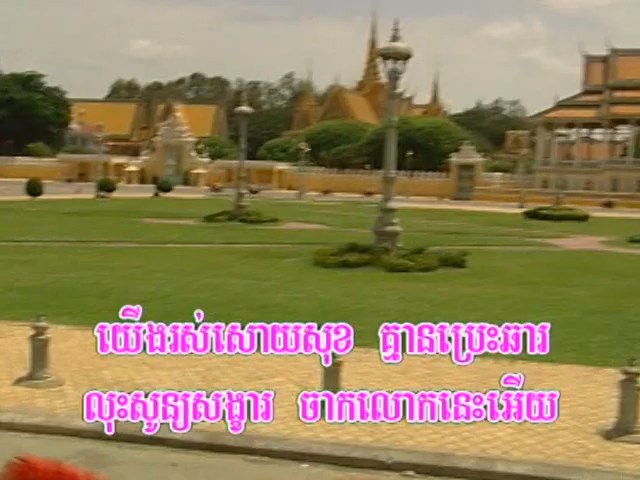 យើងរស់សោយសុខ គ្មានប្រេះឆារ
លុះសូន្យសង្ខារ ចាកលោកនេះអើយ